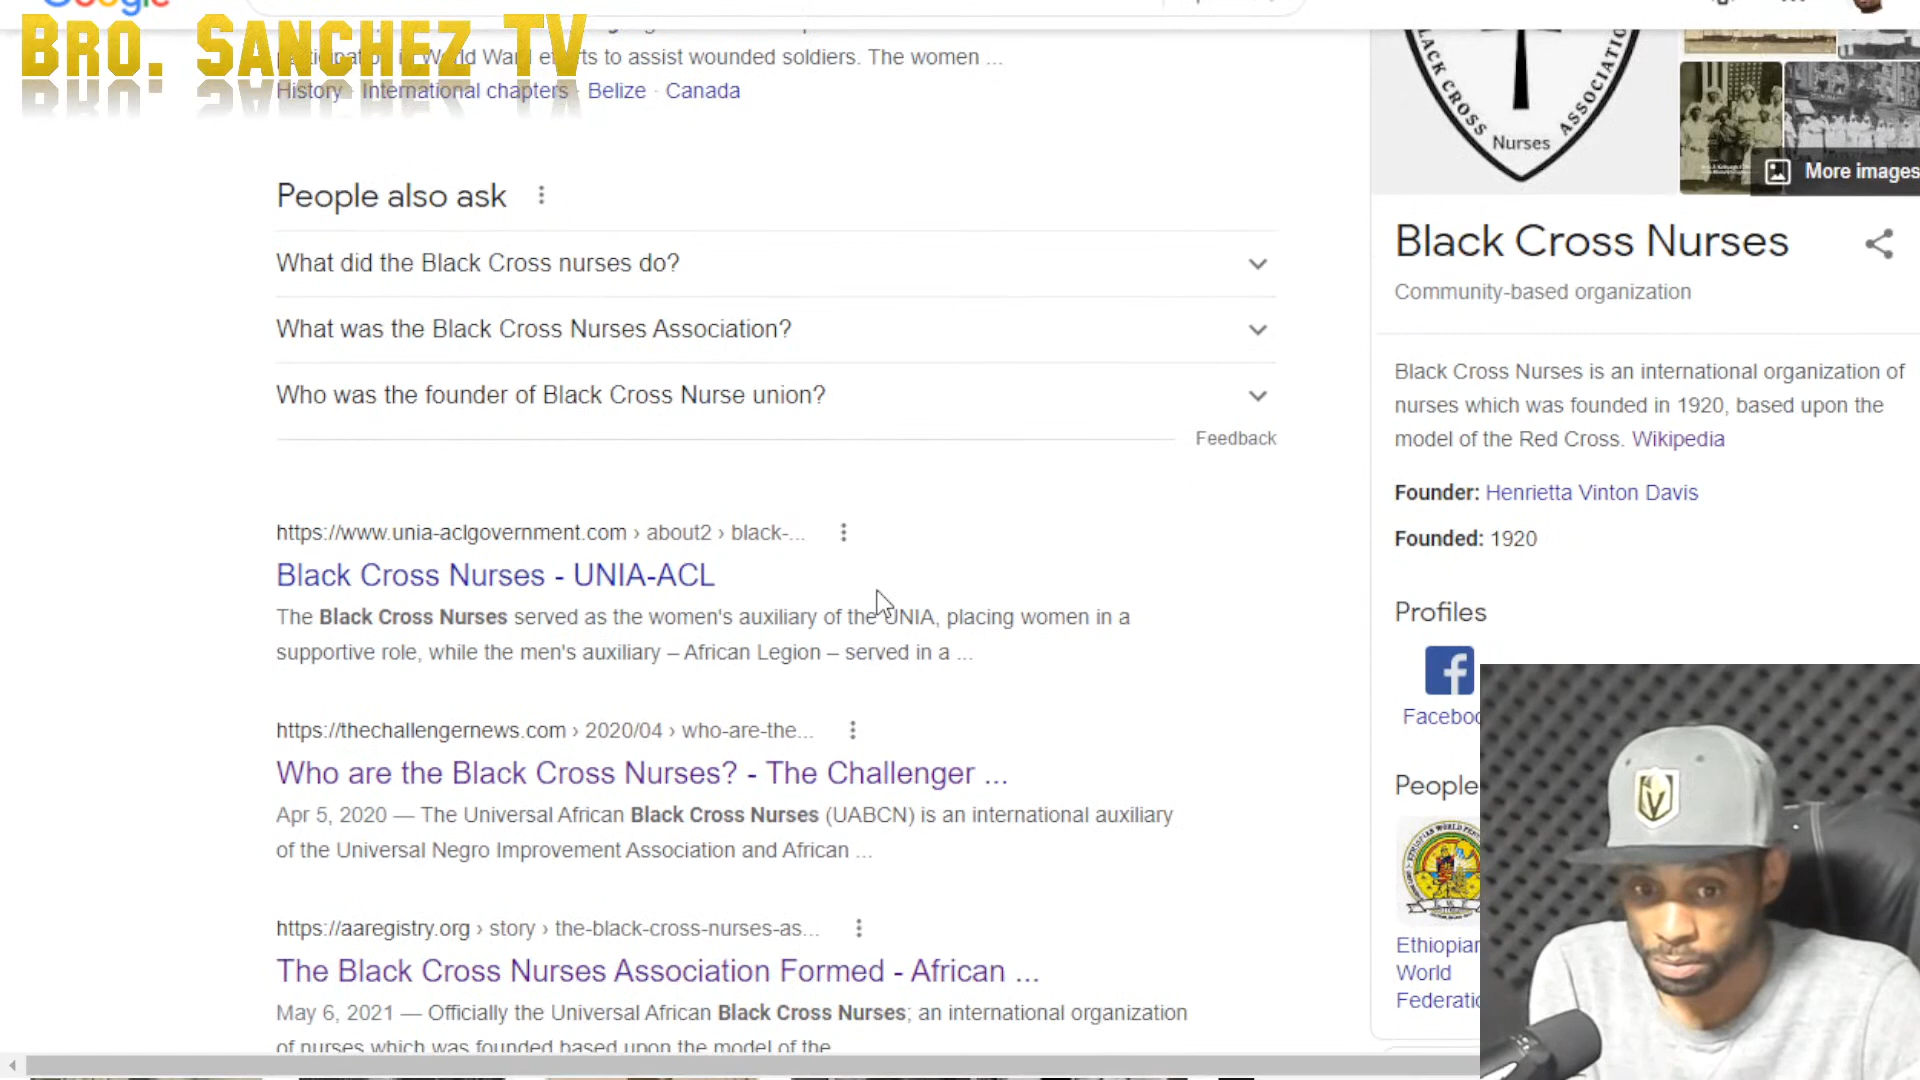 Google
BRO. SANCHEZ TV
to assist wounded soldiers. The women ...
History · International chapters · Belize · Canada
People also ask
What did the Black Cross nurses do?
What was the Black Cross Nurses Association?
Who was the founder of Black Cross Nurse union?
Feedback
https://www.unia-aclgovernment.com › about2 › black-...
Black Cross Nurses - UNIA-ACL
The Black Cross Nurses served as the women's auxiliary of the UNIA, placing women in a
supportive role, while the men's auxiliary – African Legion – served in a ...
https://thechallengernews.com › 2020/04 › who-are-the...
Who are the Black Cross Nurses? - The Challenger ...
Apr 5, 2020 — The Universal African Black Cross Nurses (UABCN) is an international auxiliary
of the Universal Negro Improvement Association and African ...
https://aaregistry.org › story › the-black-cross-nurses-as...
The Black Cross Nurses Association Formed - African ...
May 6, 2021 — Officially the Universal African Black Cross Nurses; an international organization
of nurses which was founded based upon the model of the
BLACK CROSS Nurses ASSOCIATIO
More images
Black Cross Nurses
Community-based organization
Black Cross Nurses is an international organization of
nurses which was founded in 1920, based upon the
model of the Red Cross. Wikipedia
Founder: Henrietta Vinton Davis
Founded: 1920
Profiles
Faceboo
People
Ethiopian
World
Federatio